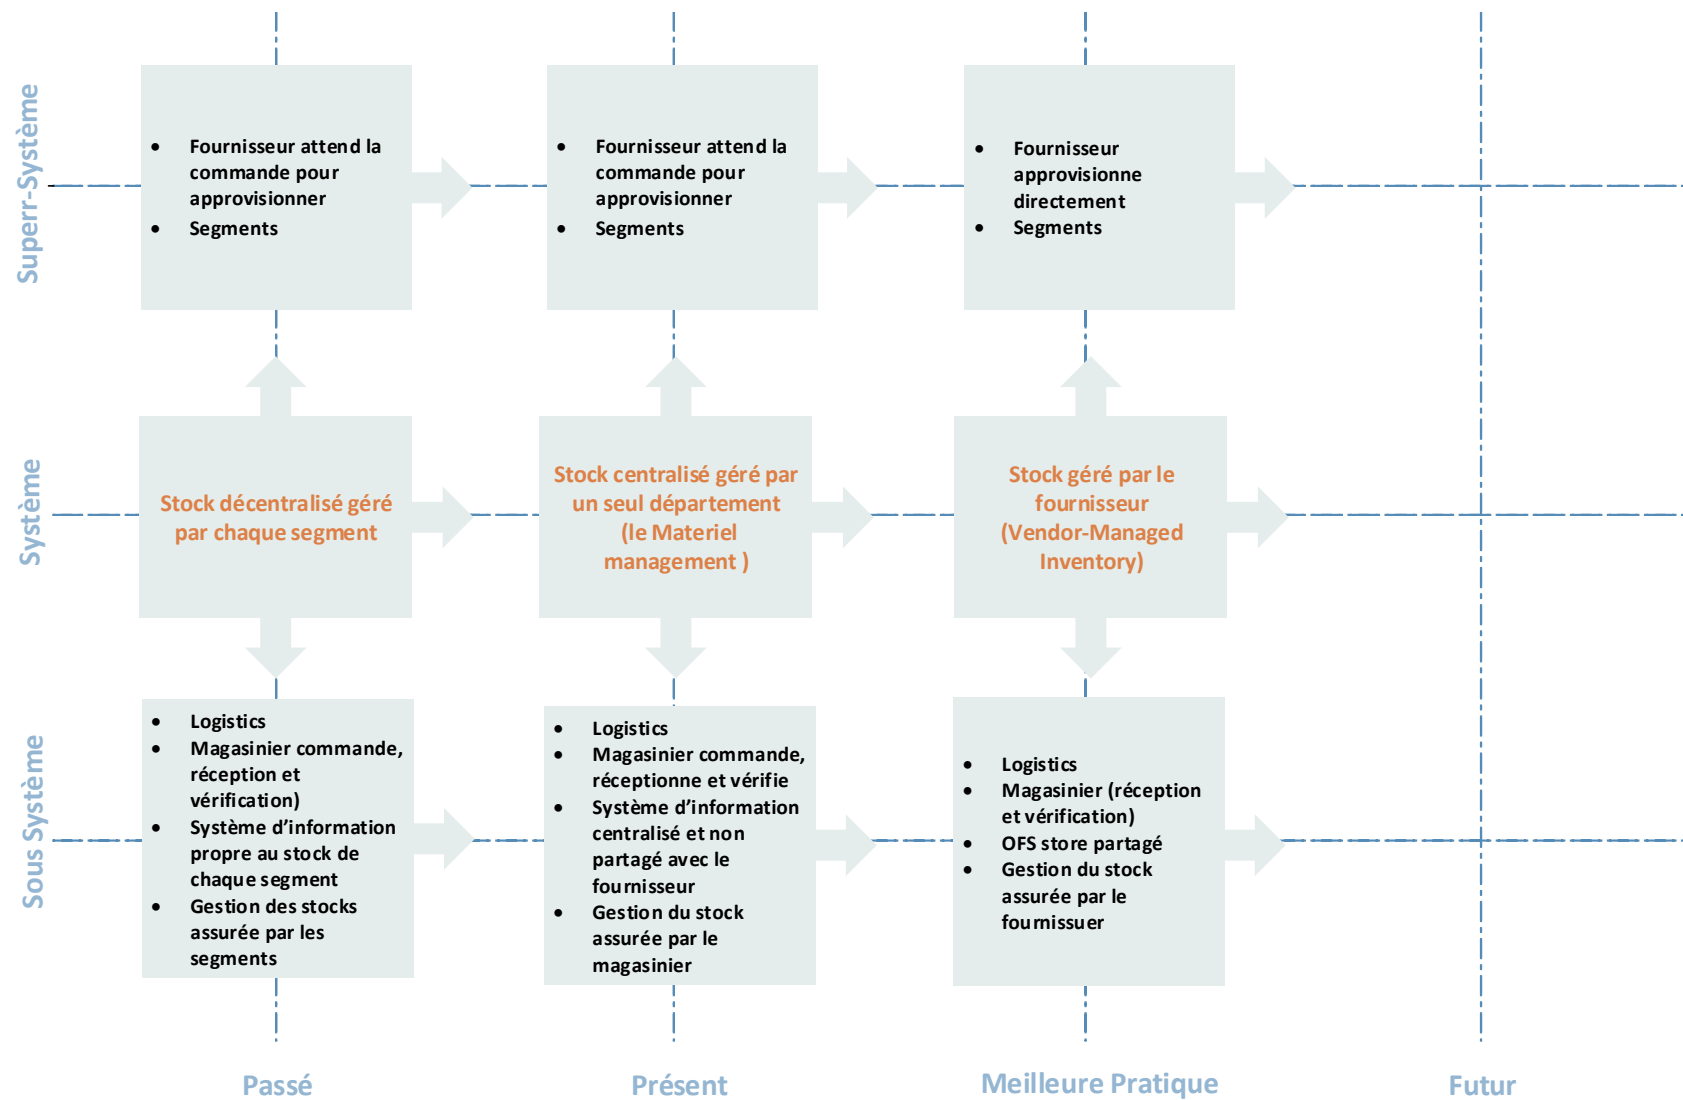 Superr-Système
• Fournisseur attend la
commande pour
approvisionner
• Segments
• Fournisseur attend la
commande pour
approvisionner
• Segments
• Fournisseur
approvisionne
directement
• Segments
Système
Stock décentralisé géré
par chaque segment
Stock centralisé géré par
un seul département
(le Materiel
management )
Stock géré par le
fournisseur
(Vendor-Managed
Inventory)
Sous Système
• Logistics
• Magasinier commande,
réception et
vérification)
• Système d’information
propre au stock de
chaque segment
• Gestion des stocks
assurée par les
segments
• Logistics
• Magasinier commande,
réceptionne et vérifie
• Système d’information
centralisé et non
partagé avec le
fournisseur
• Gestion du stock
assurée par le
magasinier
• Logistics
• Magasinier (réception
et vérification)
• OFS store partagé
• Gestion du stock
assurée par le
fournissuer
Passé
Présent
Meilleure Pratique
Futur